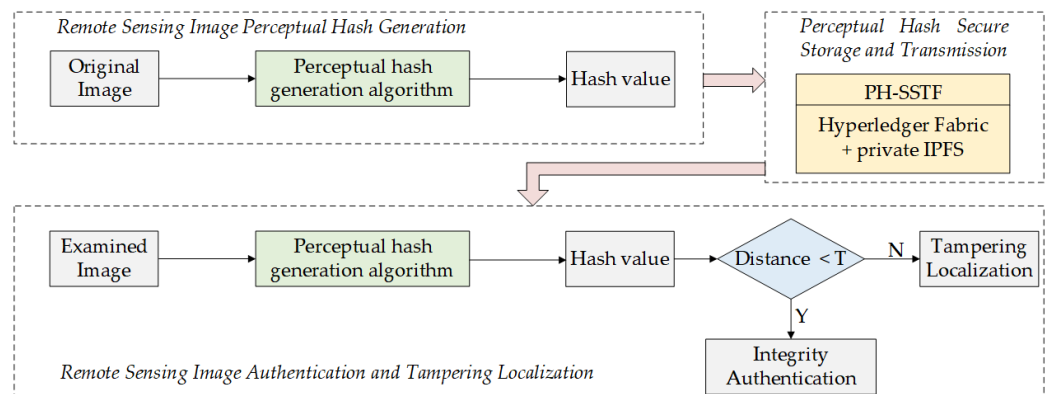 Remote Sensing Image Perceptual Hash Generation
Original
Image
Perceptual hash
generation algorithm
Hash value
Perceptual Hash Secure
Storage and Transmission
PH-SSTF
Hyperledger Fabric
+ private IPFS
Examined
Image
Perceptual hash
generation algorithm
Hash value
Distance < T
N
Tampering
Localization
Y
Integrity
Authentication
Remote Sensing Image Authentication and Tampering Localization